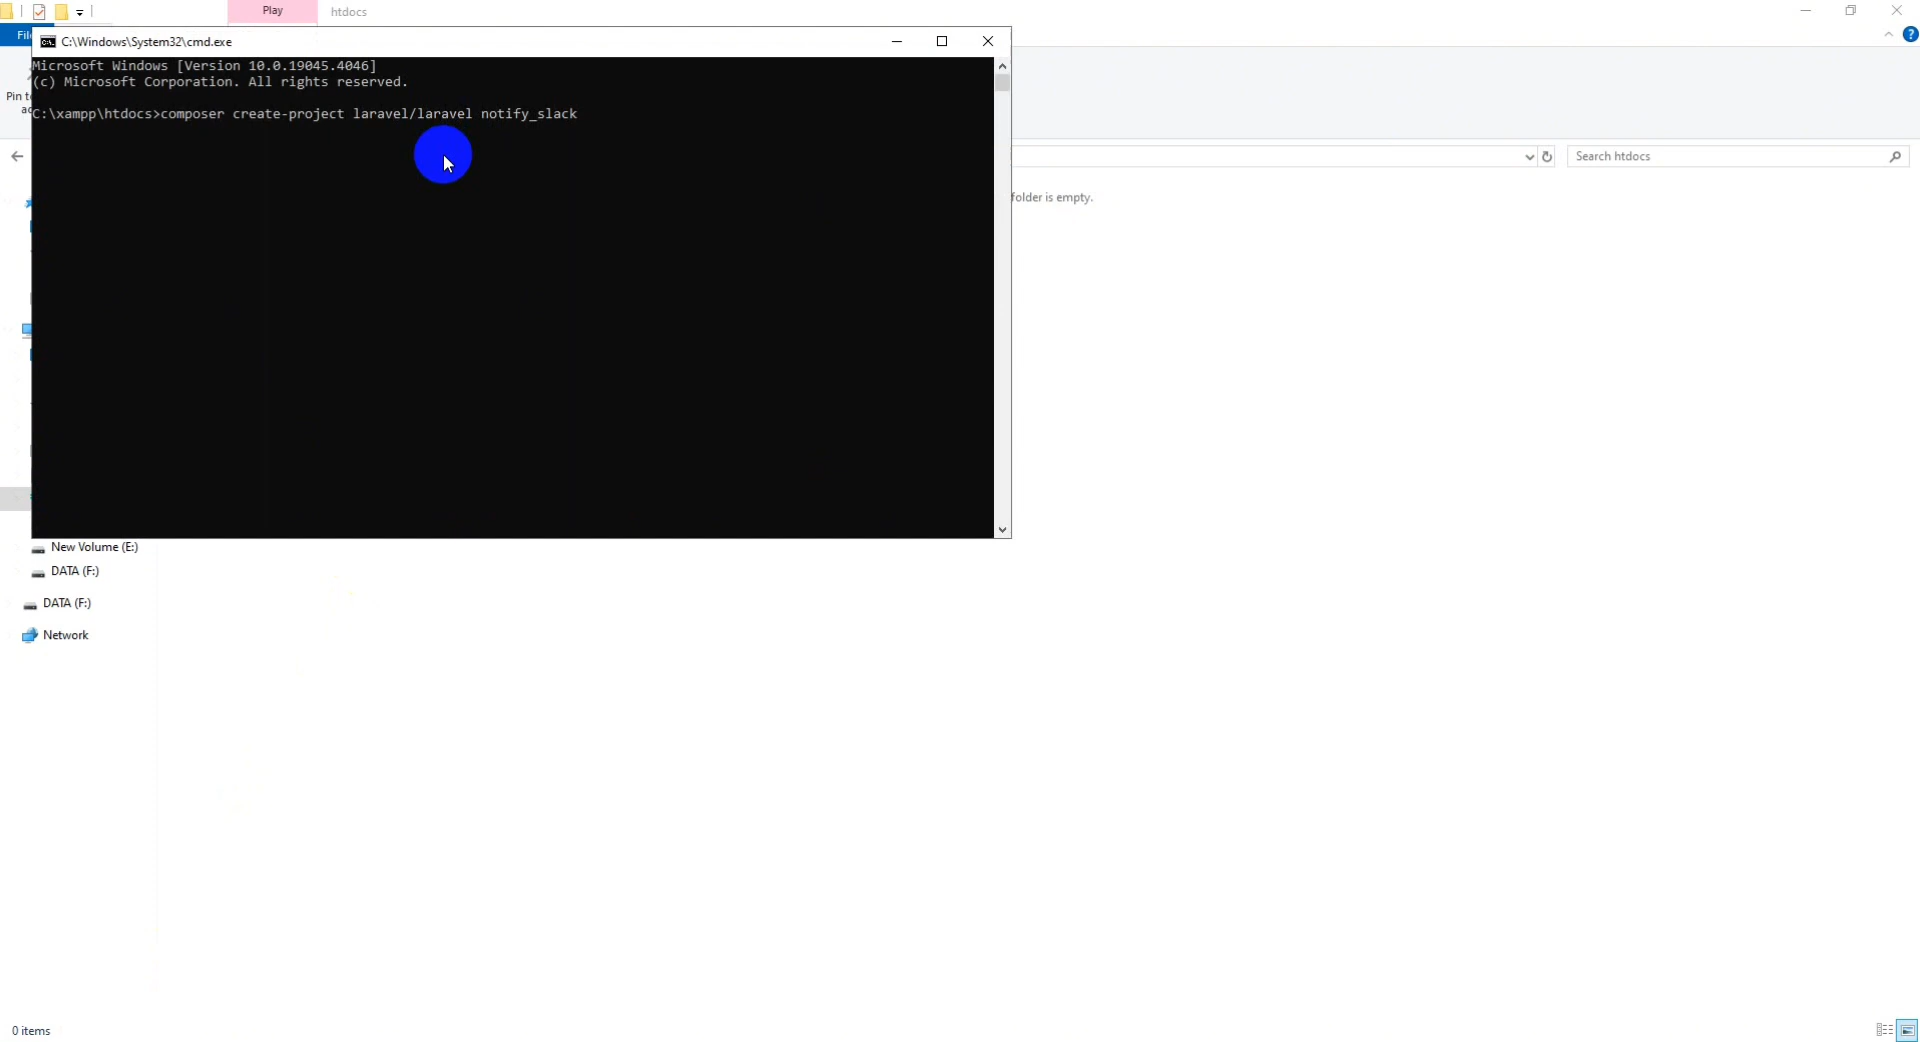 Play
htdocs
C:\Windows\System32\cmd.exe
Microsoft Windows [Version 10.0.19045.4046]
(c) Microsoft Corporation. All rights reserved.
C:\xampp\htdocs>composer create-project laravel/laravel notify_slack
Search htdocs
folder is empty.
New Volume (E:)
DATA (F:)
DATA (F:)
Network
0 items